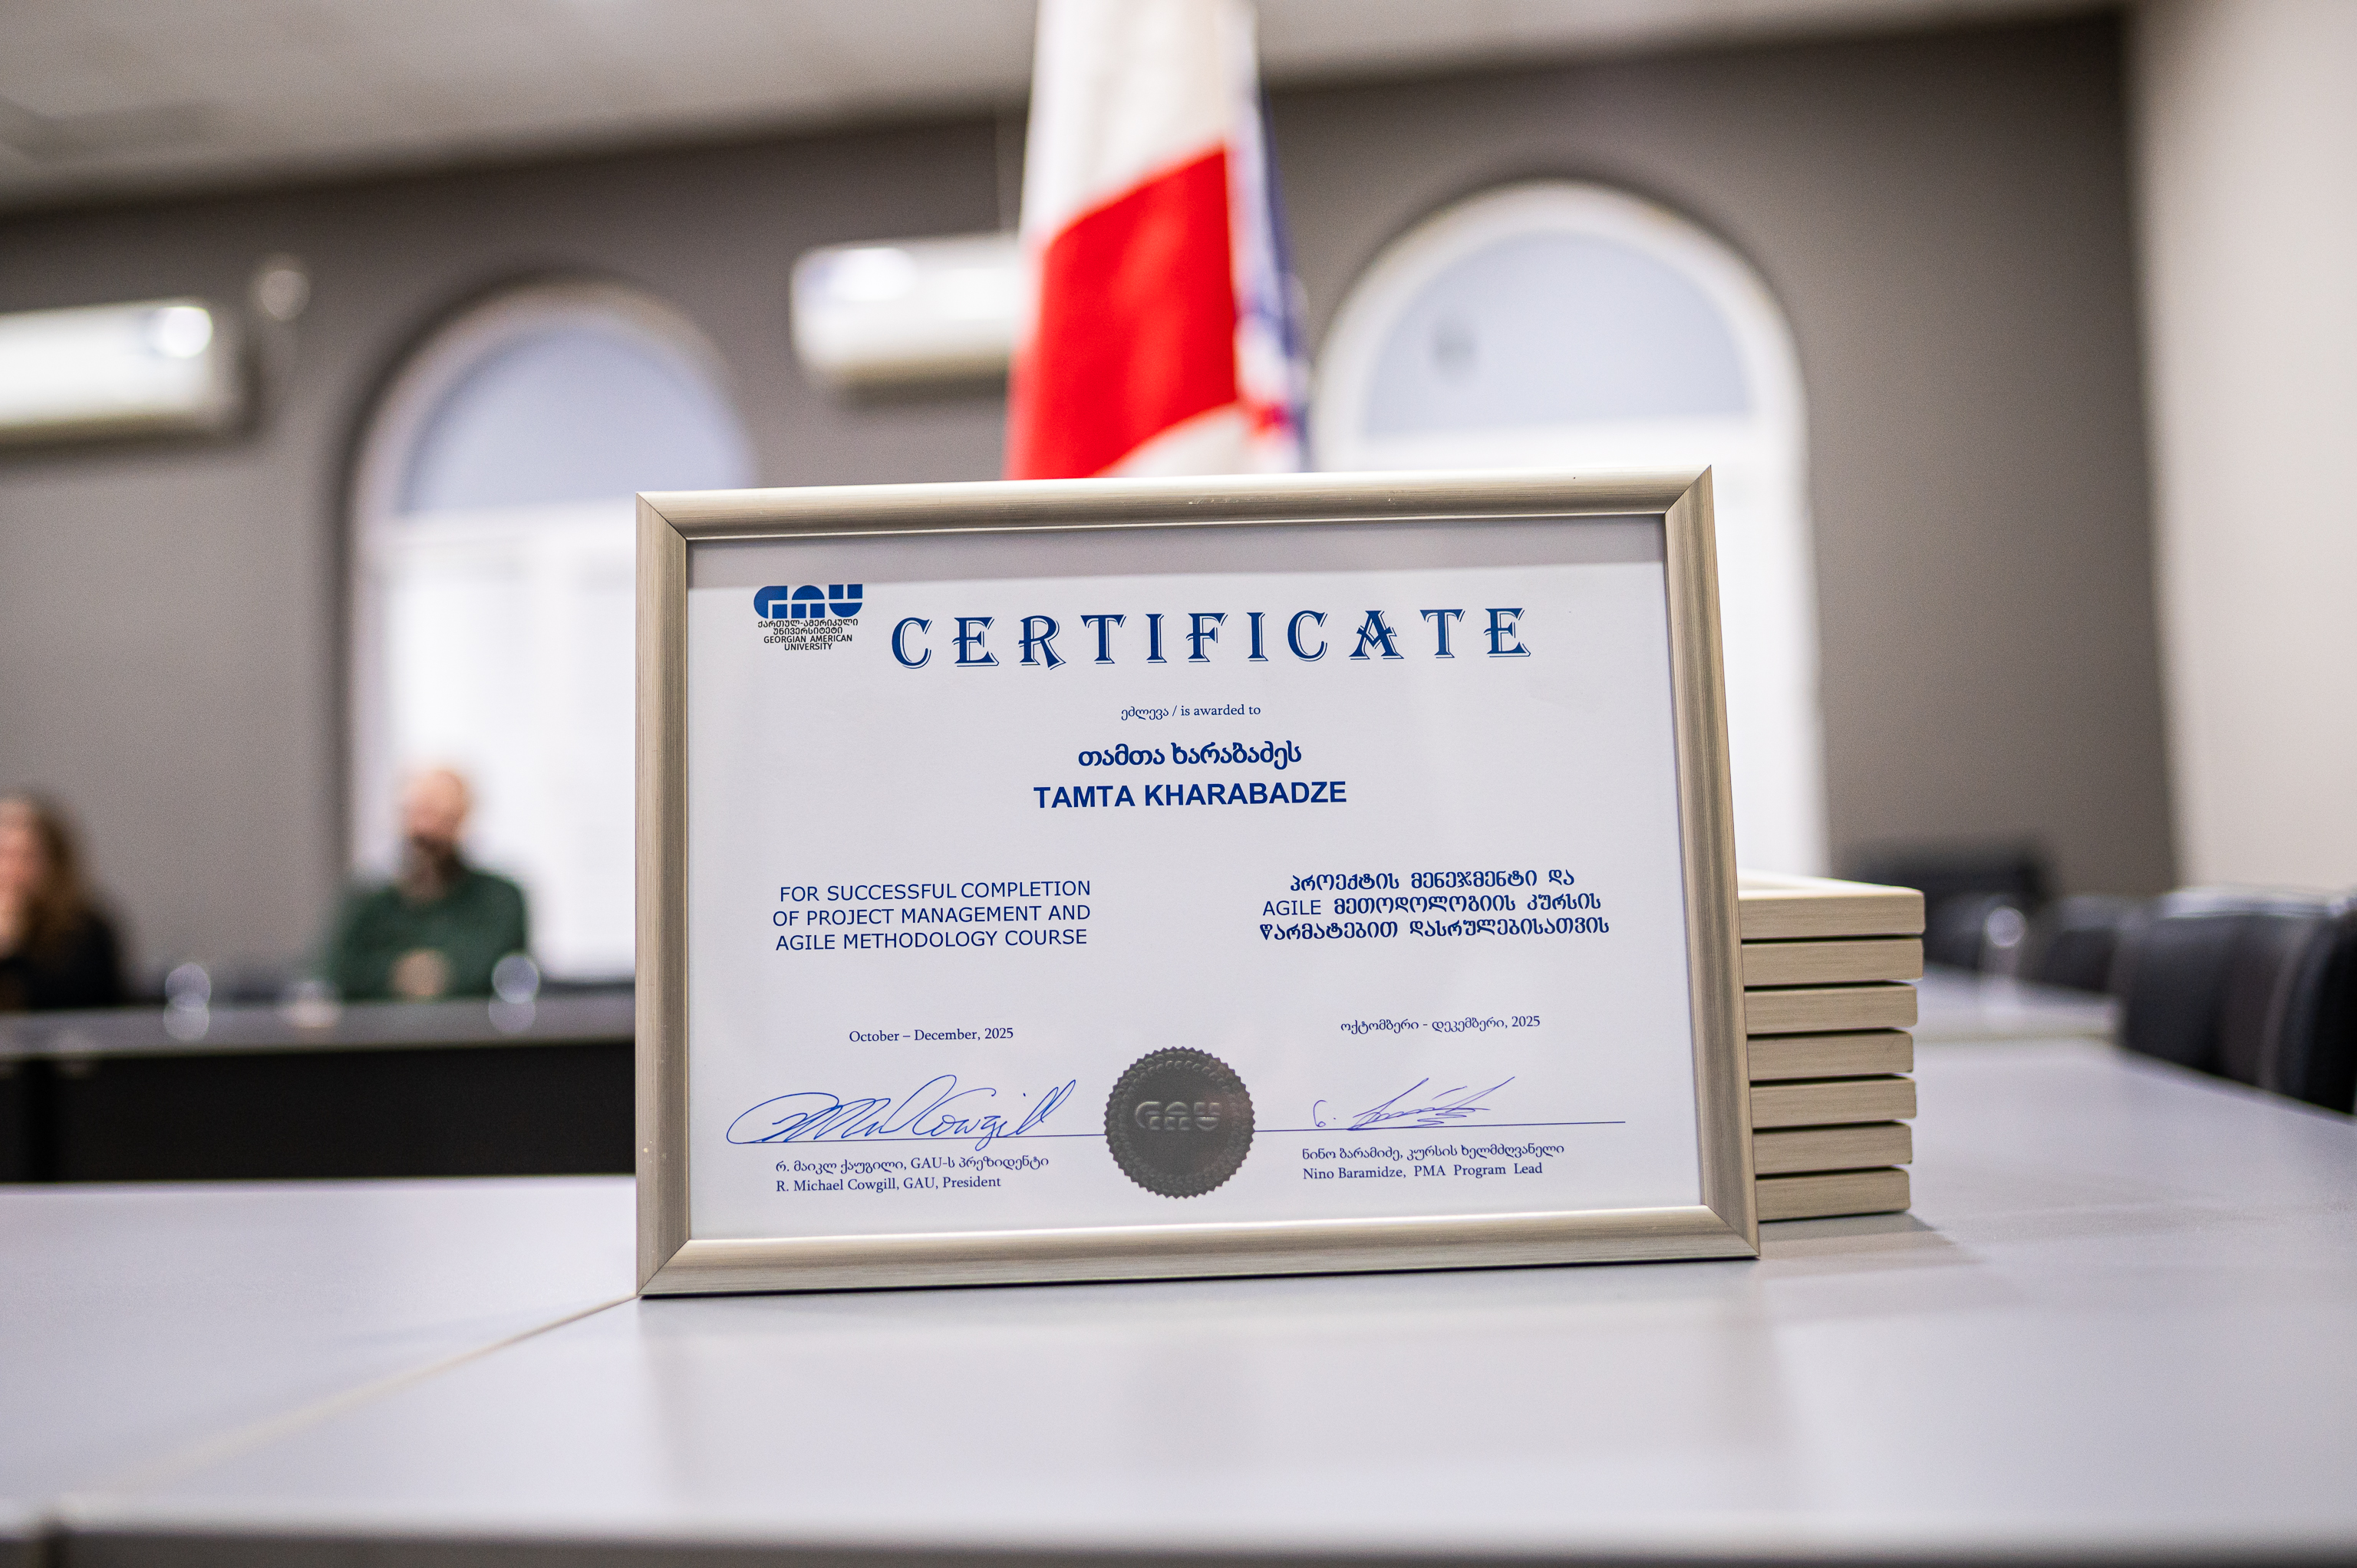 GAU
ქართულ-ამერიკული
უნივერსიტეტი
GEORGIAN AMERICAN
UNIVERSITY
CERTIFICATE
ეძლევა / is awarded to
თამთა ხარაბაძეს
TAMTA KHARABADZE
FOR SUCCESSFUL COMPLETION
OF PROJECT MANAGEMENT AND
AGILE METHODOLOGY COURSE
პროექტის მენეჯმენტი და
AGILE მეთოდოლოგიის კურსის
წარმატებით დასრულებისათვის
October – December, 2025
ოქტომბერი - დეკემბერი, 2025
GAU
რ. მაიკლ ქაუგილი, GAU-ს პრეზიდენტი
R. Michael Cowgill, GAU, President
ნინო ბარამიძე, კურსის ხელმძღვანელი
Nino Baramidze, PMA Program Lead